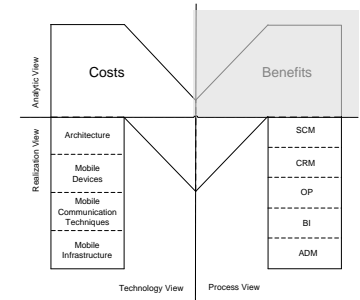 Analytic View
Costs
Benefits
Realization View
Architecture
Mobile
Devices
Mobile
Communication
Techniques
Mobile
Infrastructure
SCM
CRM
OP
BI
ADM
Technology View
Process View